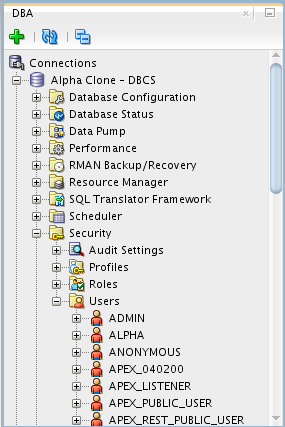 DBA
Connections
Alpha Clone - DBCS
Database Configuration
Database Status
Data Pump
Performance
RMAN Backup/Recovery
Resource Manager
SQL Translator Framework
Scheduler
Security
Audit Settings
Profiles
Roles
Users
ADMIN
ALPHA
ANONYMOUS
APEX_040200
APEX_LISTENER
APEX_PUBLIC_USER
APEX_REST_PUBLIC_USER